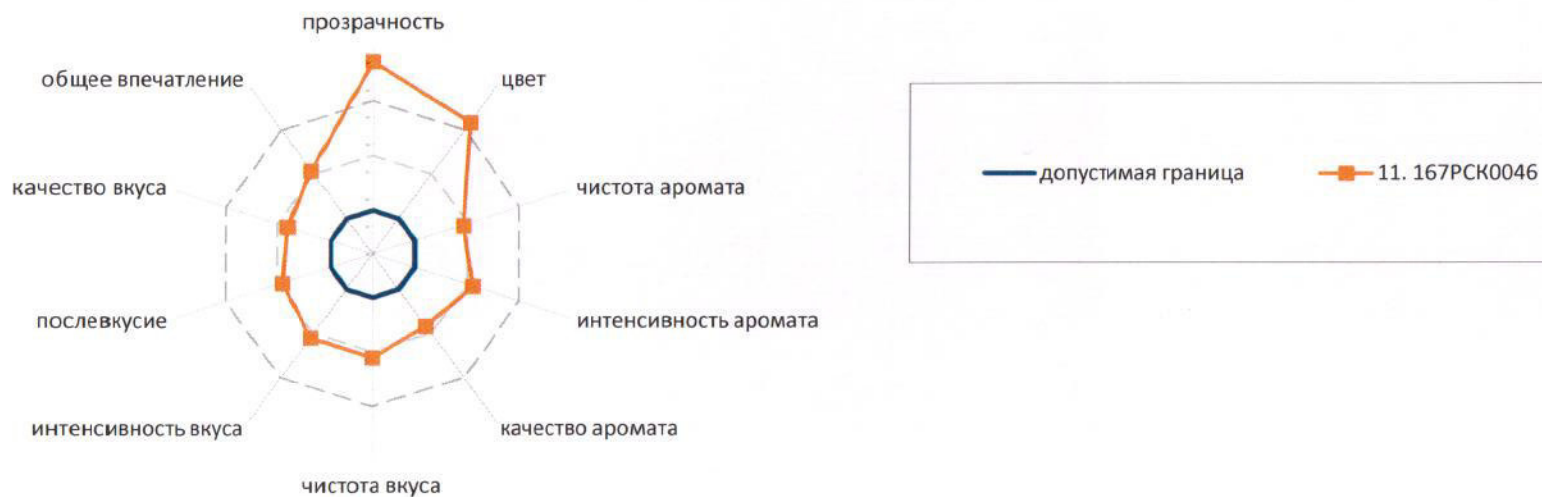 прозрачность
общее впечатление
цвет
качество вкуса
чистота аромата
послевкусие
интенсивность аромата
интенсивность вкуса
качество аромата
чистота вкуса
допустимая граница
11. 167РСК0046